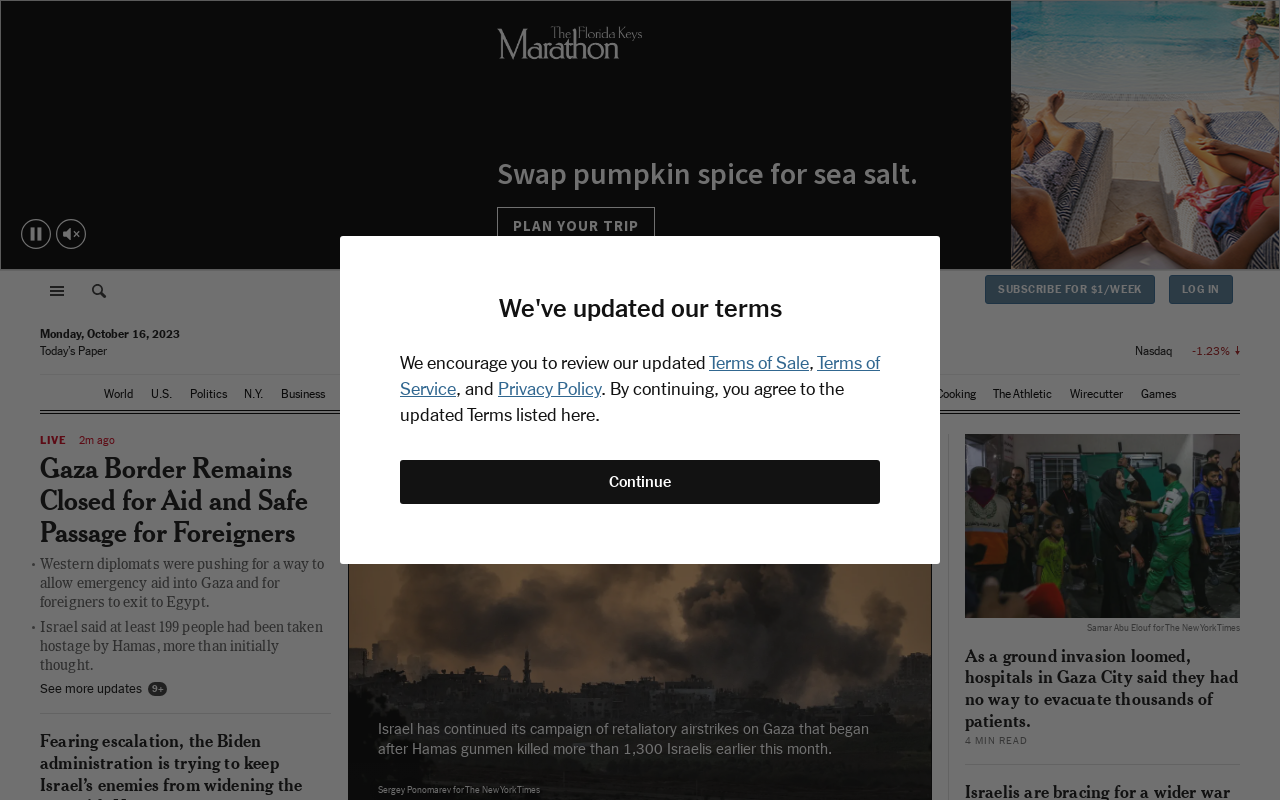 The Florida Keys
Marathon
Swap pumpkin spice for sea salt.
PLAN YOUR TRIP
SUBSCRIBE FOR $1/WEEK
LOG IN
Monday, October 16, 2023
Today's Paper
Nasdaq -1.23%
World U.S. Politics N.Y. Business
Cooking The Athletic Wirecutter Games
We've updated our terms
We encourage you to review our updated Terms of Sale, Terms of
Service, and Privacy Policy. By continuing, you agree to the
updated Terms listed here.
Continue
LIVE 2m ago
Gaza Border Remains
Closed for Aid and Safe
Passage for Foreigners
• Western diplomats were pushing for a way to
allow emergency aid into Gaza and for
foreigners to exit to Egypt.
• Israel said at least 199 people had been taken
hostage by Hamas, more than initially
thought.
See more updates 9+
Fearing escalation, the Biden
administration is trying to keep
Israel's enemies from widening the
Israel has continued its campaign of retaliatory airstrikes on Gaza that began
after Hamas gunmen killed more than 1,300 Israelis earlier this month.
Sergey Ponomarev for The New York Times
Samar Abu Elouf for The New York Times
As a ground invasion loomed,
hospitals in Gaza City said they had
no way to evacuate thousands of
patients.
4 MIN READ
Israelis are bracing for a wider war